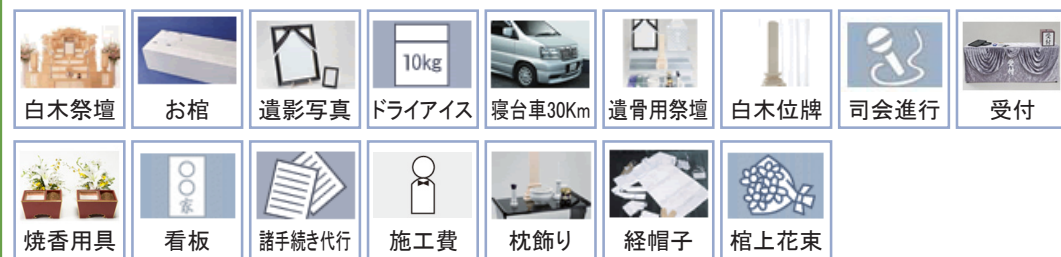 10kg
白木祭壇
お棺
遺影写真
ドライアイス
寝台車30Km
遺骨用祭壇
白木位牌
司会進行
受付
受付
○○家
焼香用具
看板
諸手続き代行
施工費
枕飾り
経帽子
棺上花束